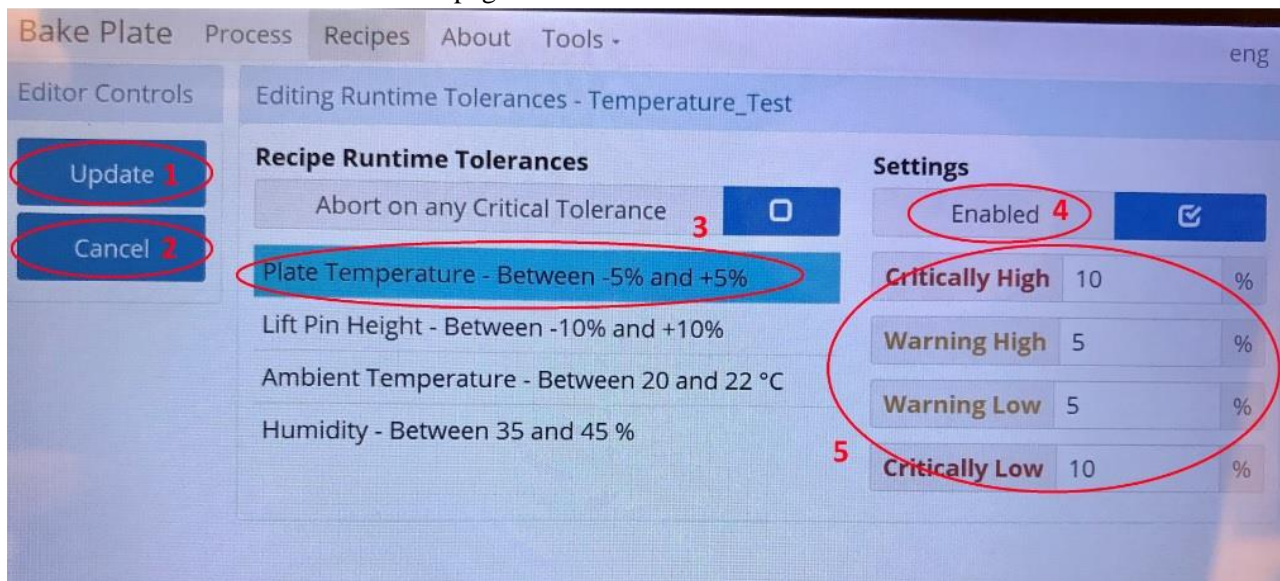 Bake Plate Process Recipes About Tools
eng
Editor Controls
Editing Runtime Tolerances - Temperature_Test
Update 1
Cancel 2
Recipe Runtime Tolerances
Abort on any Critical Tolerance
3
Plate Temperature - Between -5% and +5%
Lift Pin Height - Between -10% and +10%
Ambient Temperature - Between 20 and 22 °C
Humidity - Between 35 and 45 %
Settings
Enabled 4
Critically High 10 %
Warning High 5 %
Warning Low 5 %
5
Critically Low 10 %